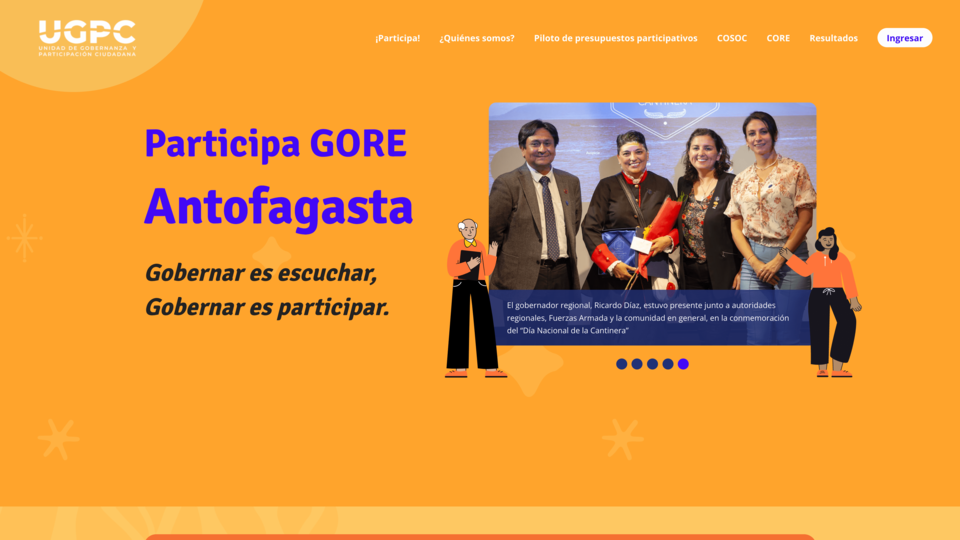 UGPC
UNIDAD DE GOBERNANZA Y
PARTICIPACIÓN CIUDADANA
¡Participa!
¿Quiénes somos?
Piloto de presupuestos participativos
COSOC
CORE
Resultados
Ingresar
Participa GORE
Antofagasta
Gobernar es escuchar,
Gobernar es participar.
CANTINERA
El gobernador regional, Ricardo Díaz, estuvo presente junto a autoridades
regionales, Fuerzas Armada y la comunidad en general, en la conmemoración
del “Día Nacional de la Cantinera”